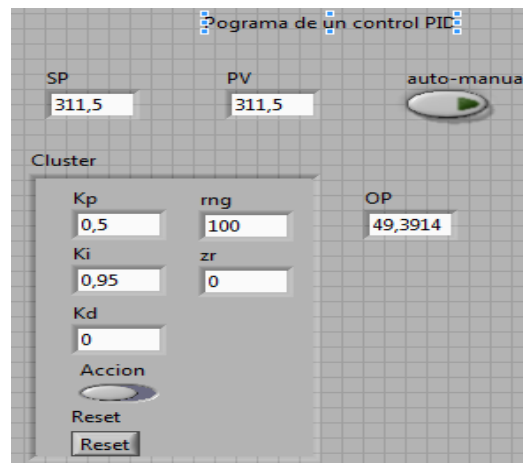 Pograma de un control PID
SP
PV
auto-manua
311,5
311,5
Cluster
Kp
rng
OP
0,5
100
49,3914
Ki
zr
0,95
0
Kd
0
Accion
Reset
Reset